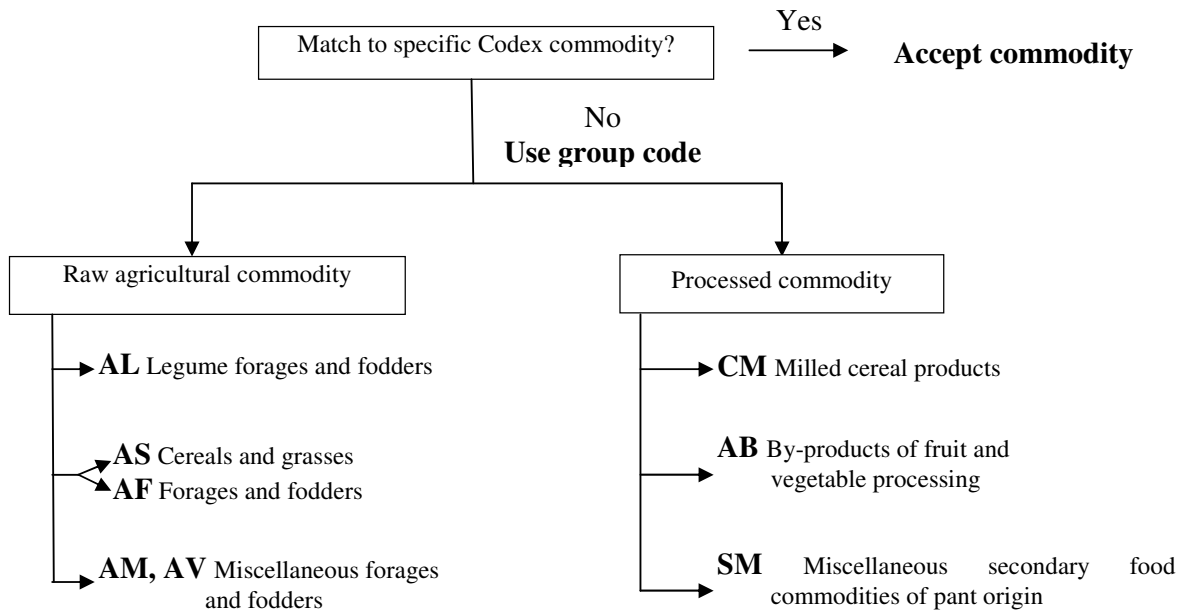 Match to specific Codex commodity?
Yes
Accept commodity
No
Use group code
Raw agricultural commodity
AL Legume forages and fodders
AS Cereals and grasses
AF Forages and fodders
AM, AV Miscellaneous forages
and fodders
Processed commodity
CM Milled cereal products
AB By-products of fruit and
vegetable processing
SM Miscellaneous secondary food
commodities of pant origin